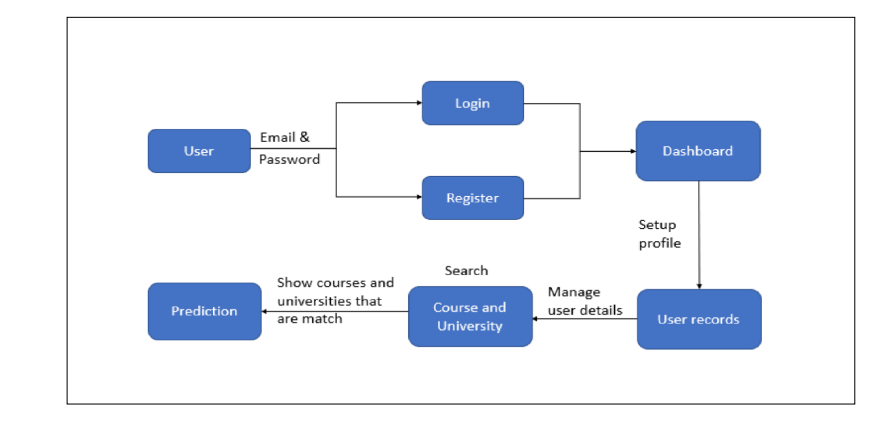 User
Email &
Password
Login
Register
Dashboard
Setup
profile
User records
Manage
user details
Search
Course and
University
Show courses and
universities that
are match
Prediction